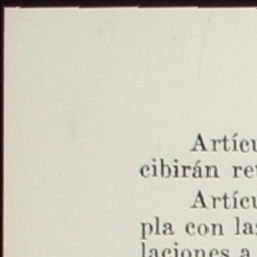 Artícu
cibirán re
Artícu
pla con la
laciones a